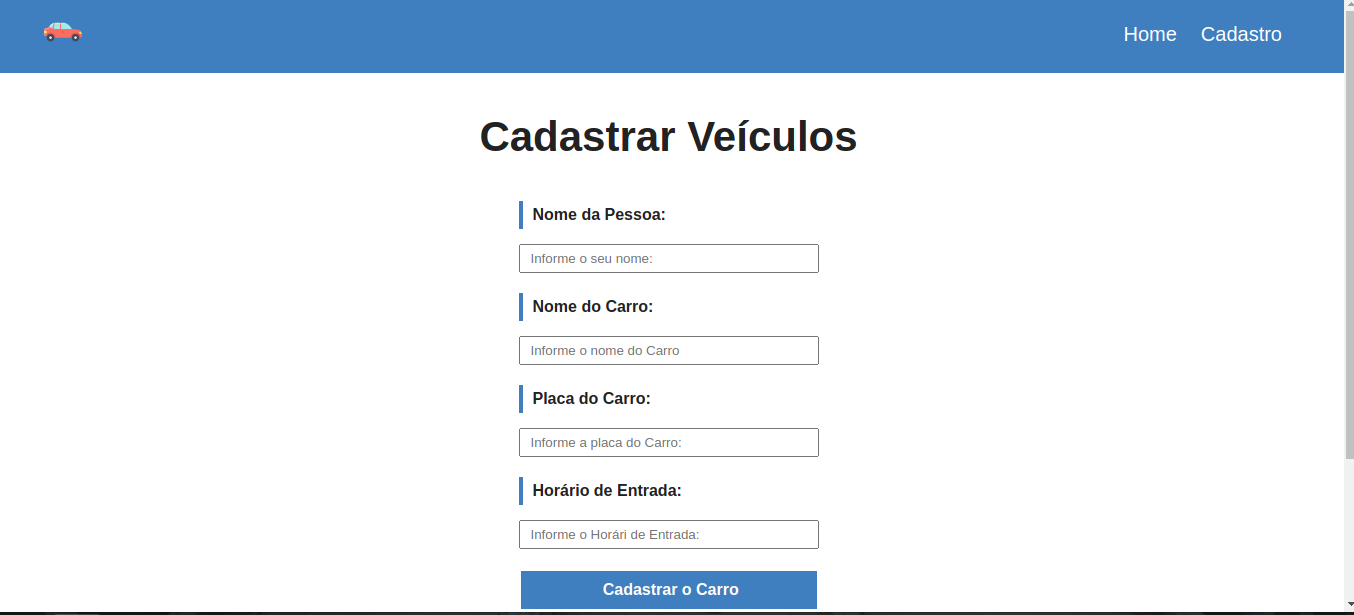 Home Cadastro
Cadastrar Veículos
Nome da Pessoa:
Informe o seu nome:
Nome do Carro:
Informe o nome do Carro
Placa do Carro:
Informe a placa do Carro:
Horário de Entrada:
Informe o Horári de Entrada:
Cadastrar o Carro